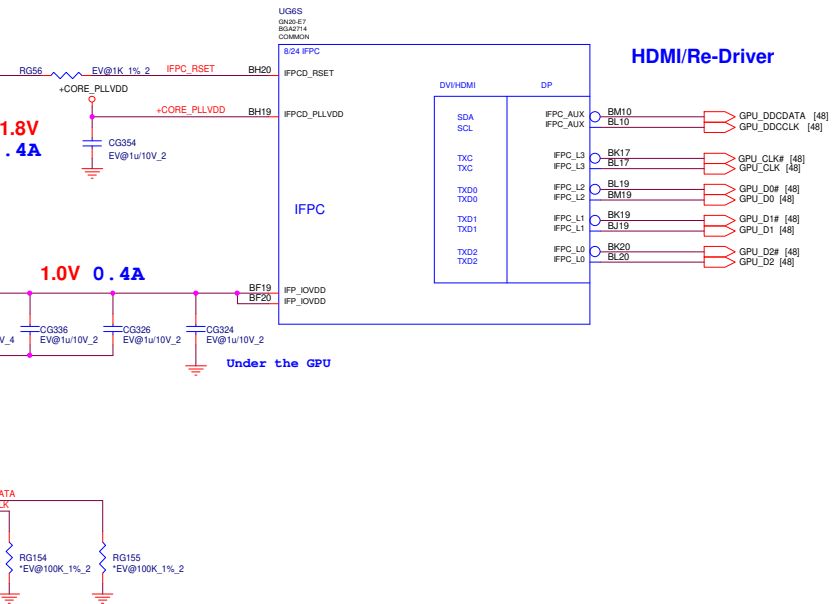 UG6S
GN20-E7
BGA2714
COMMON
8/24 IFPC
HDMI/Re-Driver
RG56 EV@1K_1%_2 IFPC_RSET BH20 IFPCD_RSET
+CORE_PLLVDD
+CORE_PLLVDD BH19 IFPCD_PLLVDD
1.8V
.4A
CG354
EV@1u/10V_2
DVI/HDMI DP
SDA IFPC_AUX BM10 GPU_DDCDATA [48]
SCL IFPC_AUX BL10 GPU_DDCCLK [48]
TXC IFPC_L3 BK17 GPU_CLK# [48]
TXC IFPC_L3 BL17 GPU_CLK [48]
TXD0 IFPC_L2 BL19 GPU_D0# [48]
TXD0 IFPC_L2 BM19 GPU_D0 [48]
IFPC
TXD1 IFPC_L1 BK19 GPU_D1# [48]
TXD1 IFPC_L1 BJ19 GPU_D1 [48]
TXD2 IFPC_L0 BK20 GPU_D2# [48]
TXD2 IFPC_L0 BL20 GPU_D2 [48]
1.0V 0.4A
BF19 IFP_IOVDD
BF20 IFP_IOVDD
CG336 CG326 CG324
V_4 EV@1u/10V_2 EV@1u/10V_2 EV@1u/10V_2
Under the GPU
ATA
LK
RG154 RG155
*EV@100K_1%_2 *EV@100K_1%_2